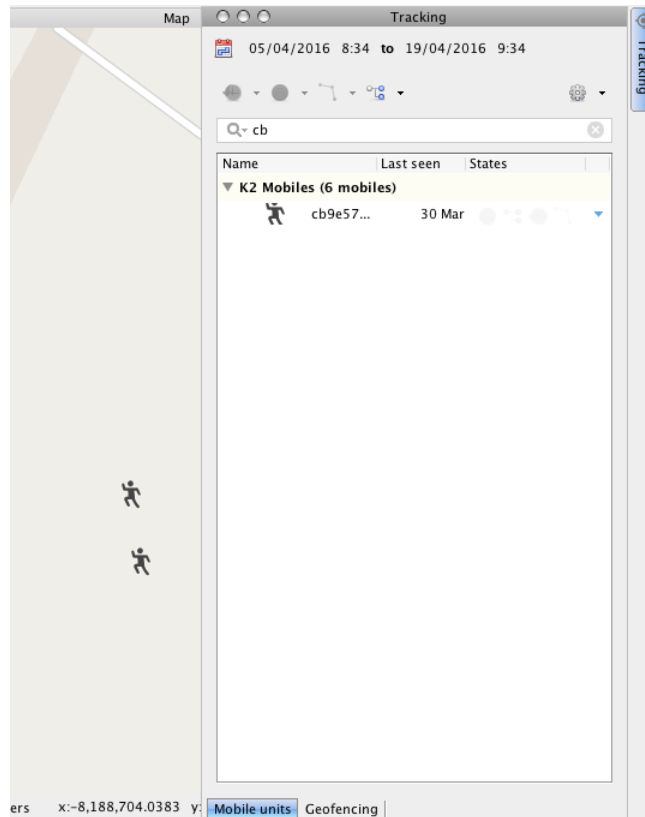 Map
Tracking
05/04/2016 8:34 to 19/04/2016 9:34
cb
Name Last seen States
K2 Mobiles (6 mobiles)
cb9e57... 30 Mar
Tracking
ers x:-8,188,704.0383 y:
Mobile units Geofencing